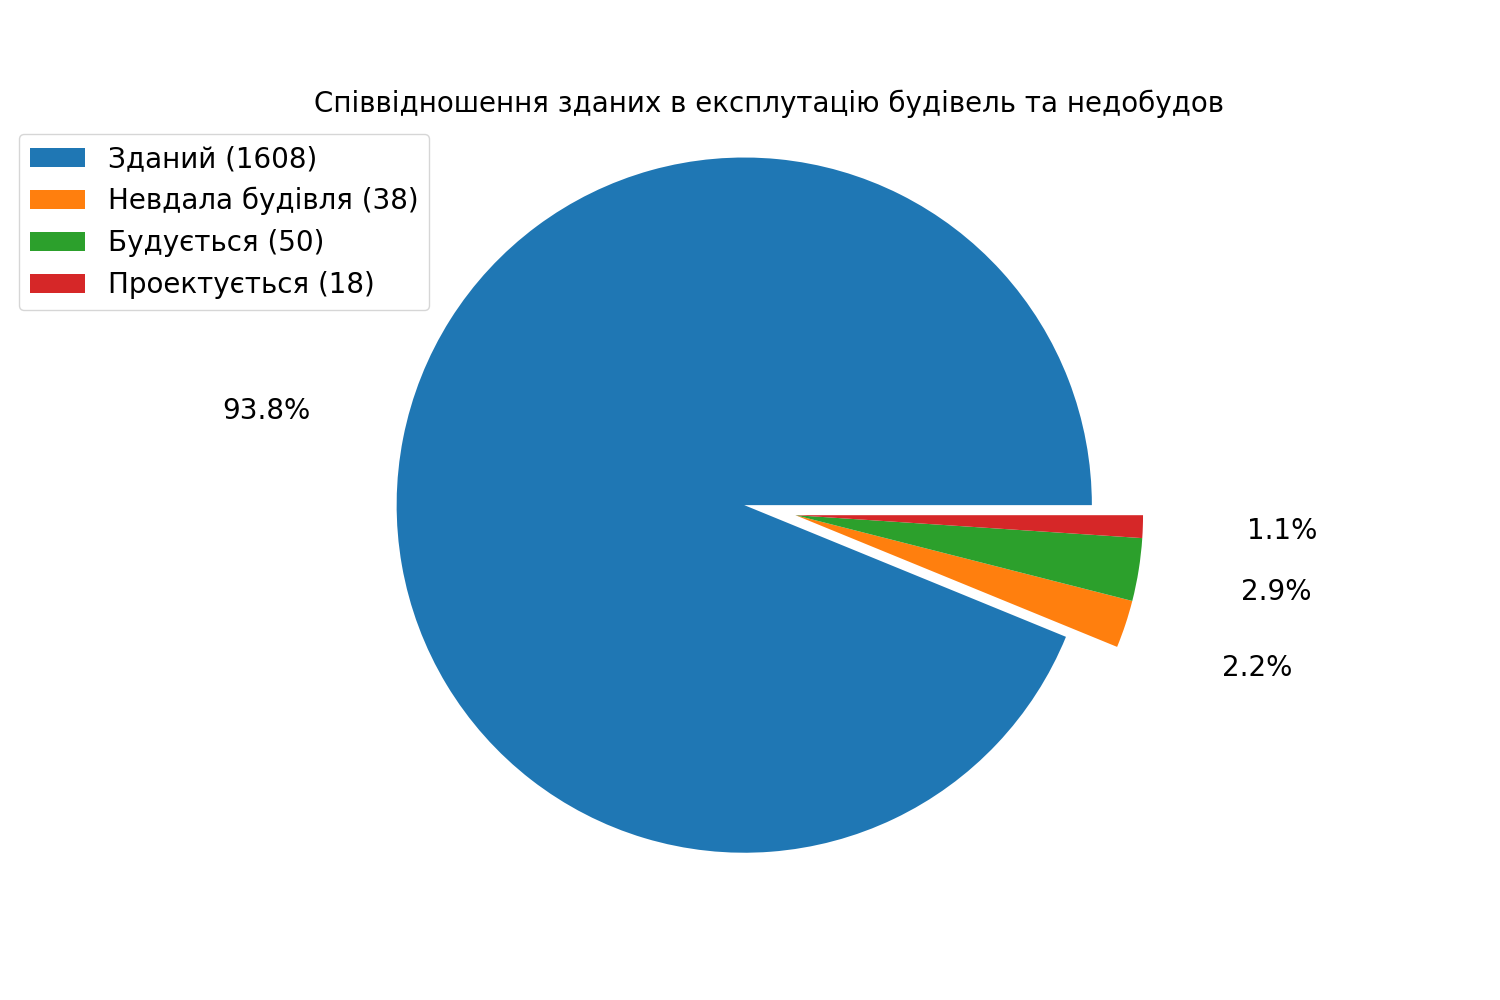 Співвідношення зданих в експлутацію будівель та недобудов
Зданий (1608)
Невдала будівля (38)
Будується (50)
Проектується (18)
93.8%
1.1%
2.9%
2.2%